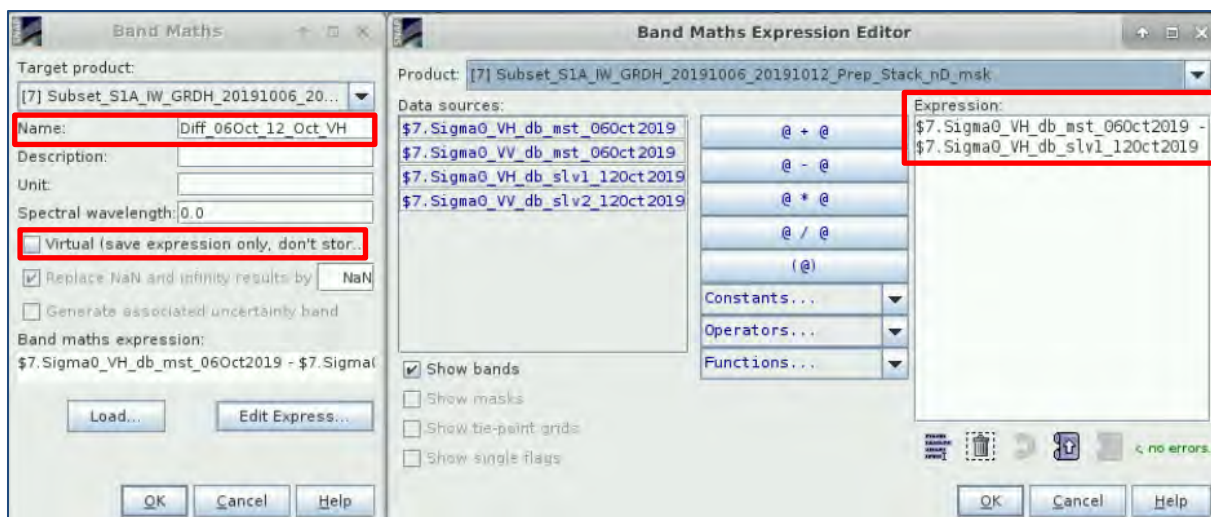 Band Maths
Target product:
[7] Subset_S1A_IW_GRDH_20191006_20...
Name: Diff_06Oct_12_Oct_VH
Description:
Unit:
Spectral wavelength: 0.0
Virtual (save expression only, don't stor...
Replace NaN and infinity results by NaN
Generate associated uncertainty band
Band maths expression:
$7.Sigma0_VH_db_mst_06Oct2019 - $7.Sigma(
Load... Edit Express...
OK Cancel Help
Band Maths Expression Editor
Product: [7] Subset_S1A_IW_GRDH_20191006_20191012_Prep_Stack_nD_msk
Data sources:
$7.Sigma0_VH_db_mst_06Oct2019
$7.Sigma0_VV_db_mst_06Oct2019
$7.Sigma0_VH_db_slv1_12Oct2019
$7.Sigma0_VV_db_slv2_12Oct2019
@ + @
@ - @
@ * @
@ / @
(@)
Constants...
Operators...
Functions...
Expression:
$7.Sigma0_VH_db_mst_06Oct2019 -
$7.Sigma0_VH_db_slv1_12Oct2019
Show bands
Show masks
Show tie-point grids
Show single flags
no errors.
OK Cancel Help